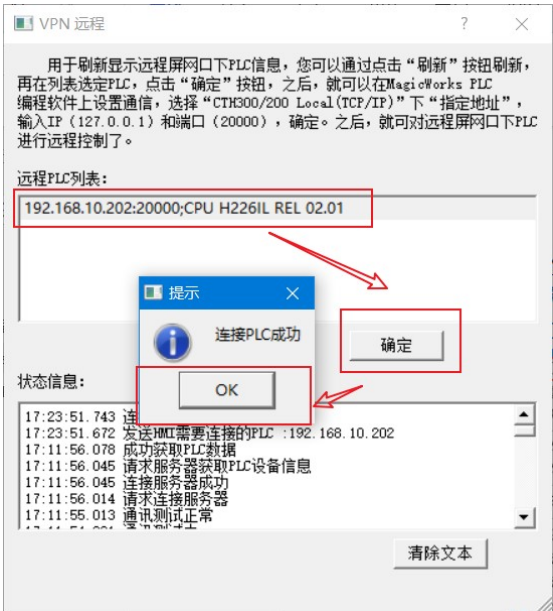 VPN 远程
用于刷新显示远程屏网口下PLC信息，您可以通过点击“刷新”按钮刷新，
再在列表选定PLC，点击“确定”按钮，之后，就可以在MagicWorks PLC
编程软件上设置通信，选择“CTH300/200 Local(TCP/IP)”下“指定地址”，
输入IP（127.0.0.1）和端口（20000），确定。之后，就可对远程屏网口下PLC
进行远程控制了。
远程PLC列表：
192.168.10.202:20000;CPU H226IL REL 02.01
提示
连接PLC成功
OK
确定
状态信息：
17:23:51.743 连
17:23:51.672 发送HMI需要连接的PLC :192.168.10.202
17:11:56.078 成功获取PLC数据
17:11:56.045 请求服务器获取PLC设备信息
17:11:56.045 连接服务器成功
17:11:56.014 请求连接服务器
17:11:55.013 通讯测试正常
清除文本